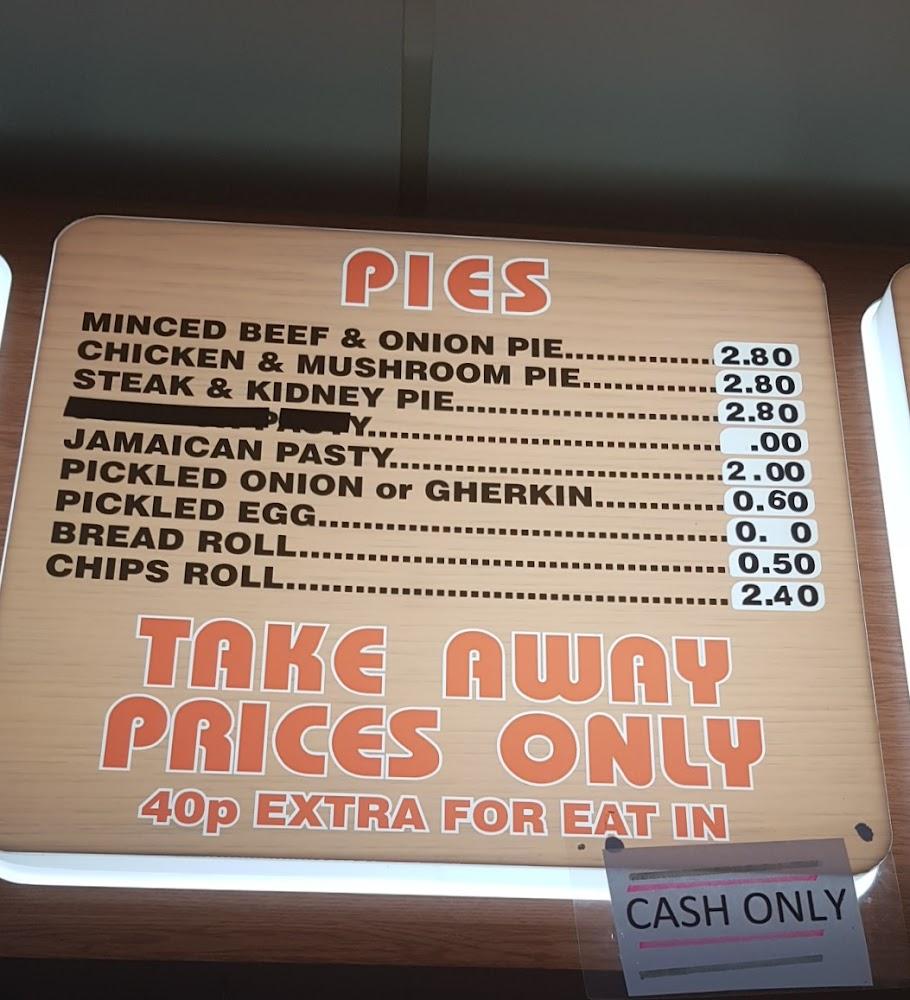 PIES
MINCED BEEF & ONION PIE..................2.80
CHICKEN & MUSHROOM PIE................2.80
STEAK & KIDNEY PIE................................2.80
.00
JAMAICAN PASTY........................................2.00
PICKLED ONION or GHERKIN...............0.60
PICKLED EGG..................................................0. 0
BREAD ROLL....................................................0.50
CHIPS ROLL.....................................................2.40
TAKE AWAY
PRICES ONLY
40p EXTRA FOR EAT IN
CASH ONLY